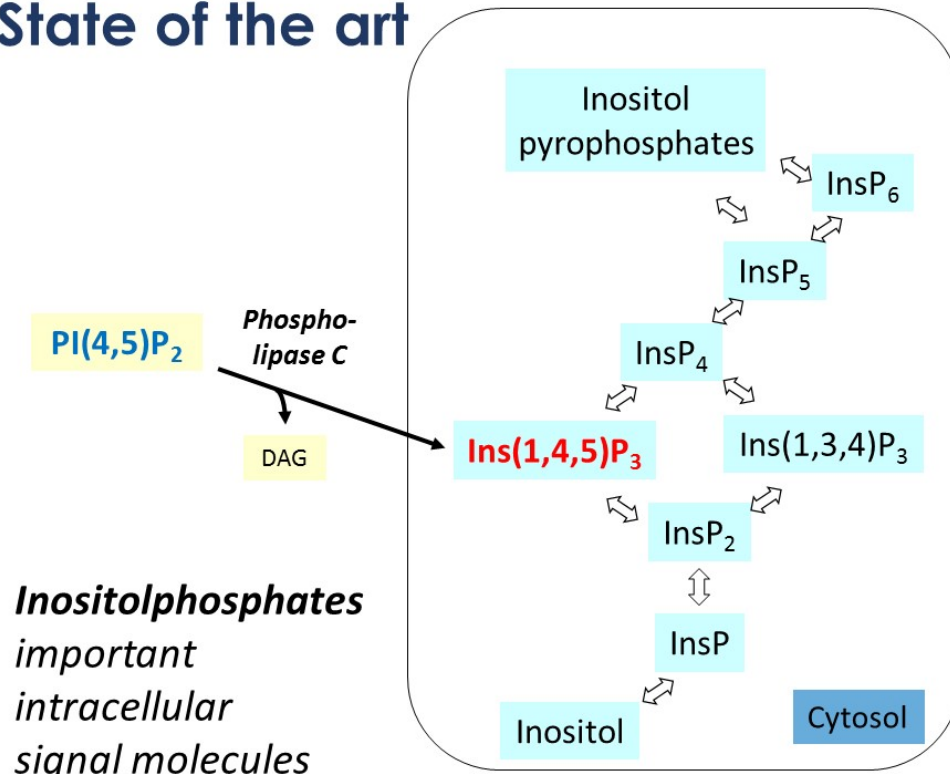 State of the art
Inositol
pyrophosphates
InsP₆
InsP₅
Phospho-
lipase C
PI(4,5)P₂
InsP₄
DAG
Ins(1,4,5)P₃
Ins(1,3,4)P₃
InsP₂
Inositolphosphates
important
intracellular
signal molecules
InsP
Inositol
Cytosol